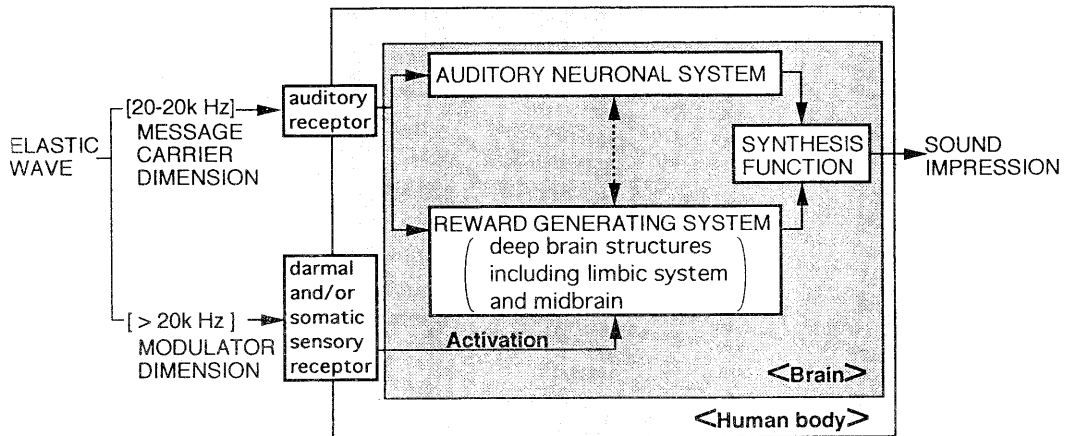 ELASTIC
WAVE
[20-20k Hz]
MESSAGE
CARRIER
DIMENSION
[ > 20k Hz ]
MODULATOR
DIMENSION
auditory
receptor
darmal
and/or
somatic
sensory
receptor
AUDITORY NEURONAL SYSTEM
REWARD GENERATING SYSTEM
deep brain structures
including limbic system
and midbrain
Activation
SYNTHESIS
FUNCTION
SOUND
IMPRESSION
<Brain>
<Human body>